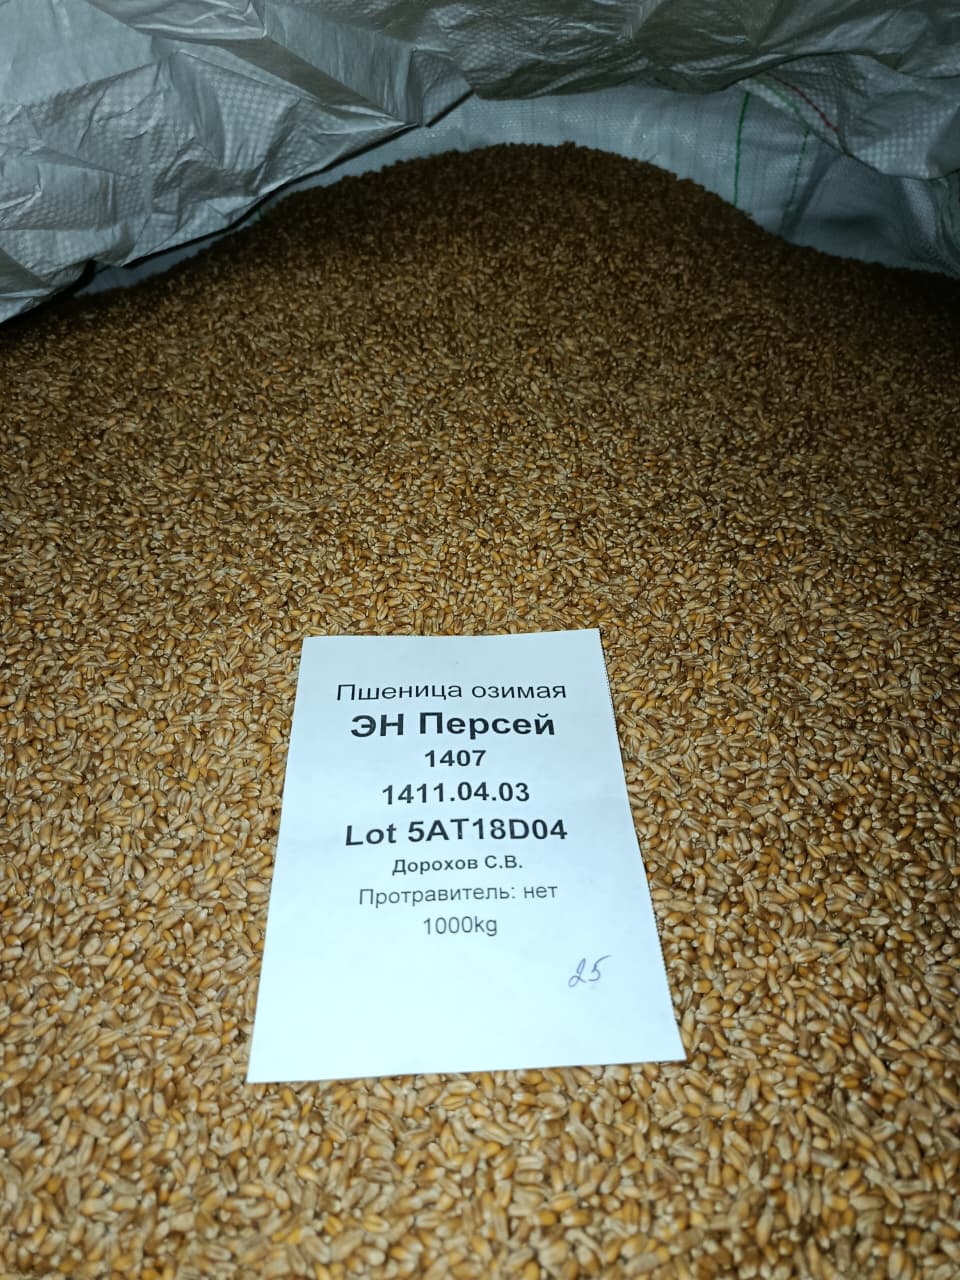 Пшеница озимая
ЭН Персей
1407
1411.04.03
Lot 5AT18D04
Дорохов С.В.
Протравитель: нет
1000kg
25